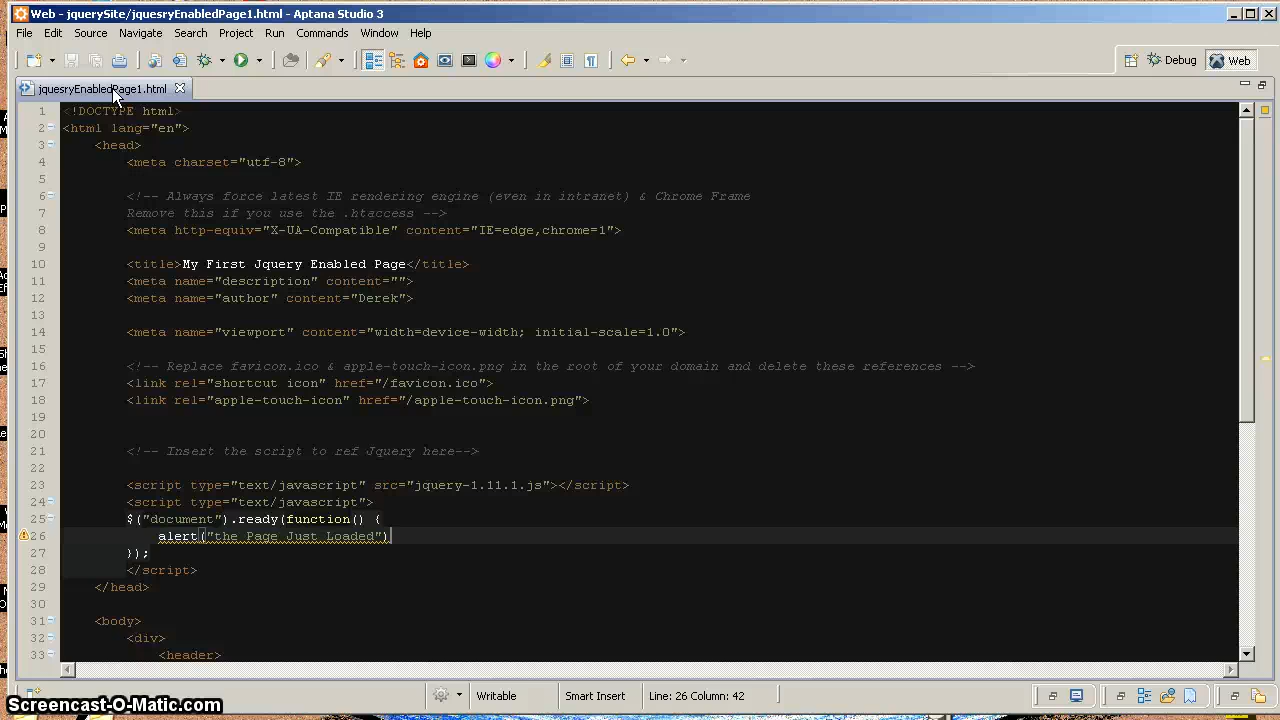 Web - jquerySite/jquesryEnabledPage1.html - Aptana Studio 3
File Edit Source Navigate Search Project Run Commands Window Help
Debug Web
jquesryEnabledPage1.html
1 <!DOCTYPE html>
2 <html lang="en">
3 <head>
4 <meta charset="utf-8">
5
6 <!-- Always force latest IE rendering engine (even in intranet) & Chrome Frame
7 Remove this if you use the .htaccess -->
8 <meta http-equiv="X-UA-Compatible" content="IE=edge,chrome=1">
9
10 <title>My First Jquery Enabled Page</title>
11 <meta name="description" content="">
12 <meta name="author" content="Derek">
13
14 <meta name="viewport" content="width=device-width; initial-scale=1.0">
15
16 <!-- Replace favicon.ico & apple-touch-icon.png in the root of your domain and delete these references -->
17 <link rel="shortcut icon" href="/favicon.ico">
18 <link rel="apple-touch-icon" href="/apple-touch-icon.png">
19
20
21 <!-- Insert the script to ref Jquery here-->
22
23 <script type="text/javascript" src="jquery-1.11.1.js"></script>
24 <script type="text/javascript">
25 $("document").ready(function() {
26 alert("the Page Just Loaded")
27 });
28 </script>
29 </head>
30
31 <body>
32 <div>
33 <header>
Writable Smart Insert Line: 26 Column: 42
Screencast-O-Matic.com